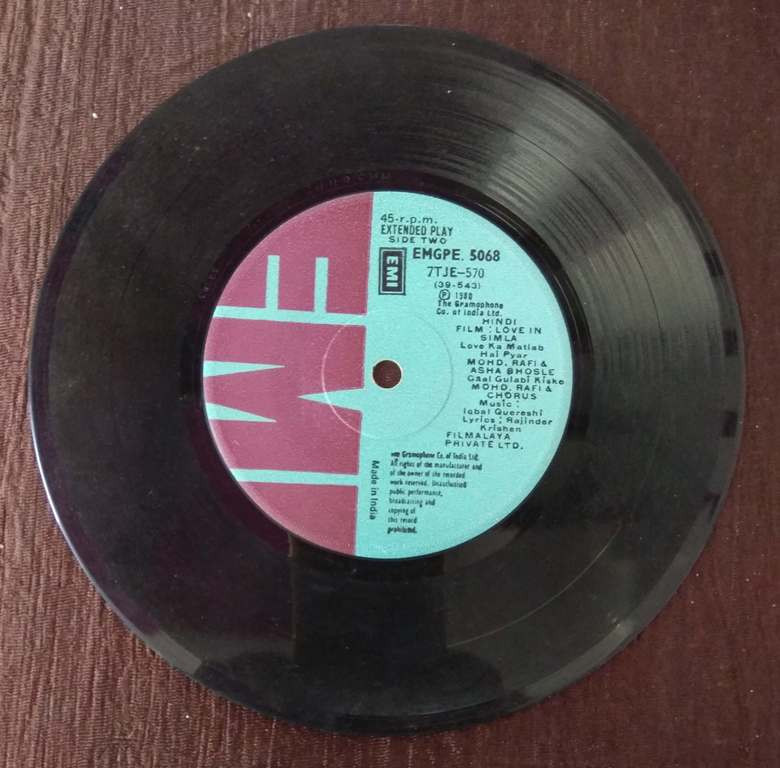 45-r.p.m.
EXTENDED PLAY
SIDE TWO
EMI
EMGPE. 5068
7TJE-570
(39-543)
Ⓟ 1980
The Gramophone
Co. of India Ltd.
HINDI
FILM : LOVE IN
SIMLA
Love Ka Matlab
Hai Pyar
MOHD. RAFI &
ASHA BHOSLE
Gaal Gulabi Kisko
MOHD. RAFI &
CHORUS
Music :
Iqbal Quereshi
Lyrics : Rajinder
Krishen
FILMALAYA
PRIVATE LTD.
Gramophone Co. of India Ltd.
All rights of the manufacturer and
of the owner of the recorded
work reserved. Unauthorised
public performance,
broadcasting and
copying of
this record
prohibited.
Made in India
EMI